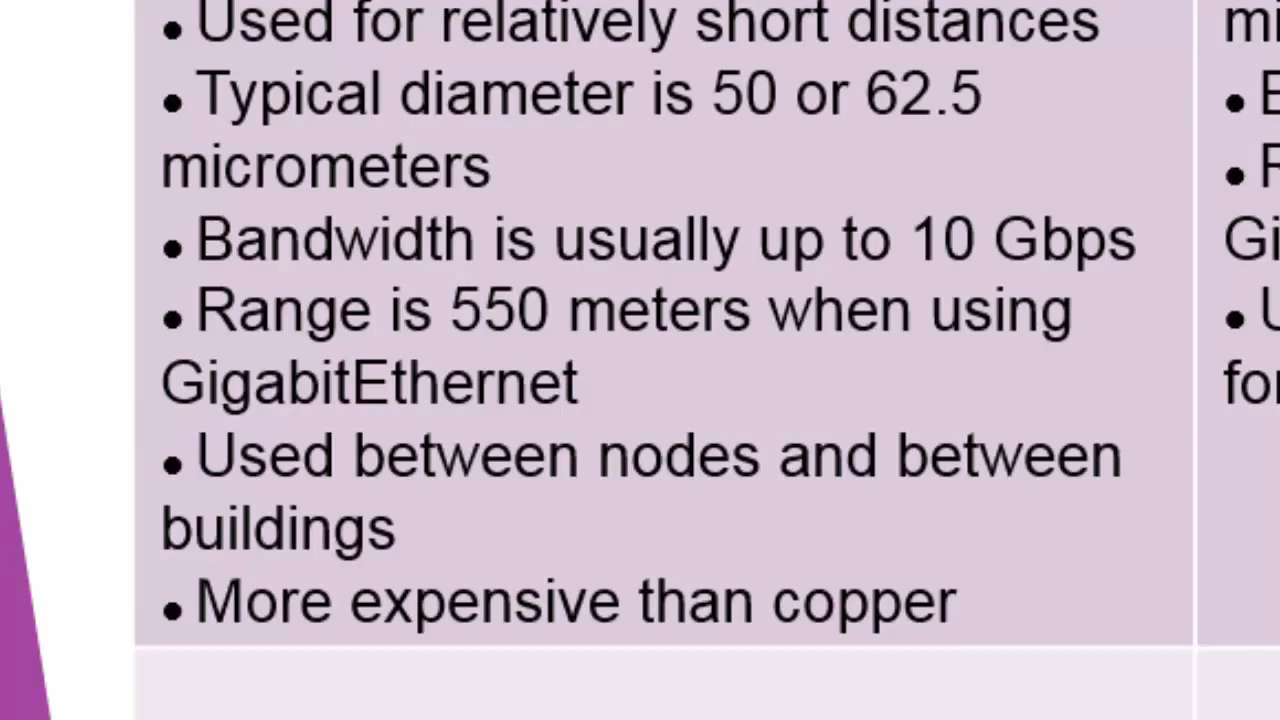 • Used for relatively short distances
• Typical diameter is 50 or 62.5
micrometers
• Bandwidth is usually up to 10 Gbps
• Range is 550 meters when using
GigabitEthernet
• Used between nodes and between
buildings
• More expensive than copper